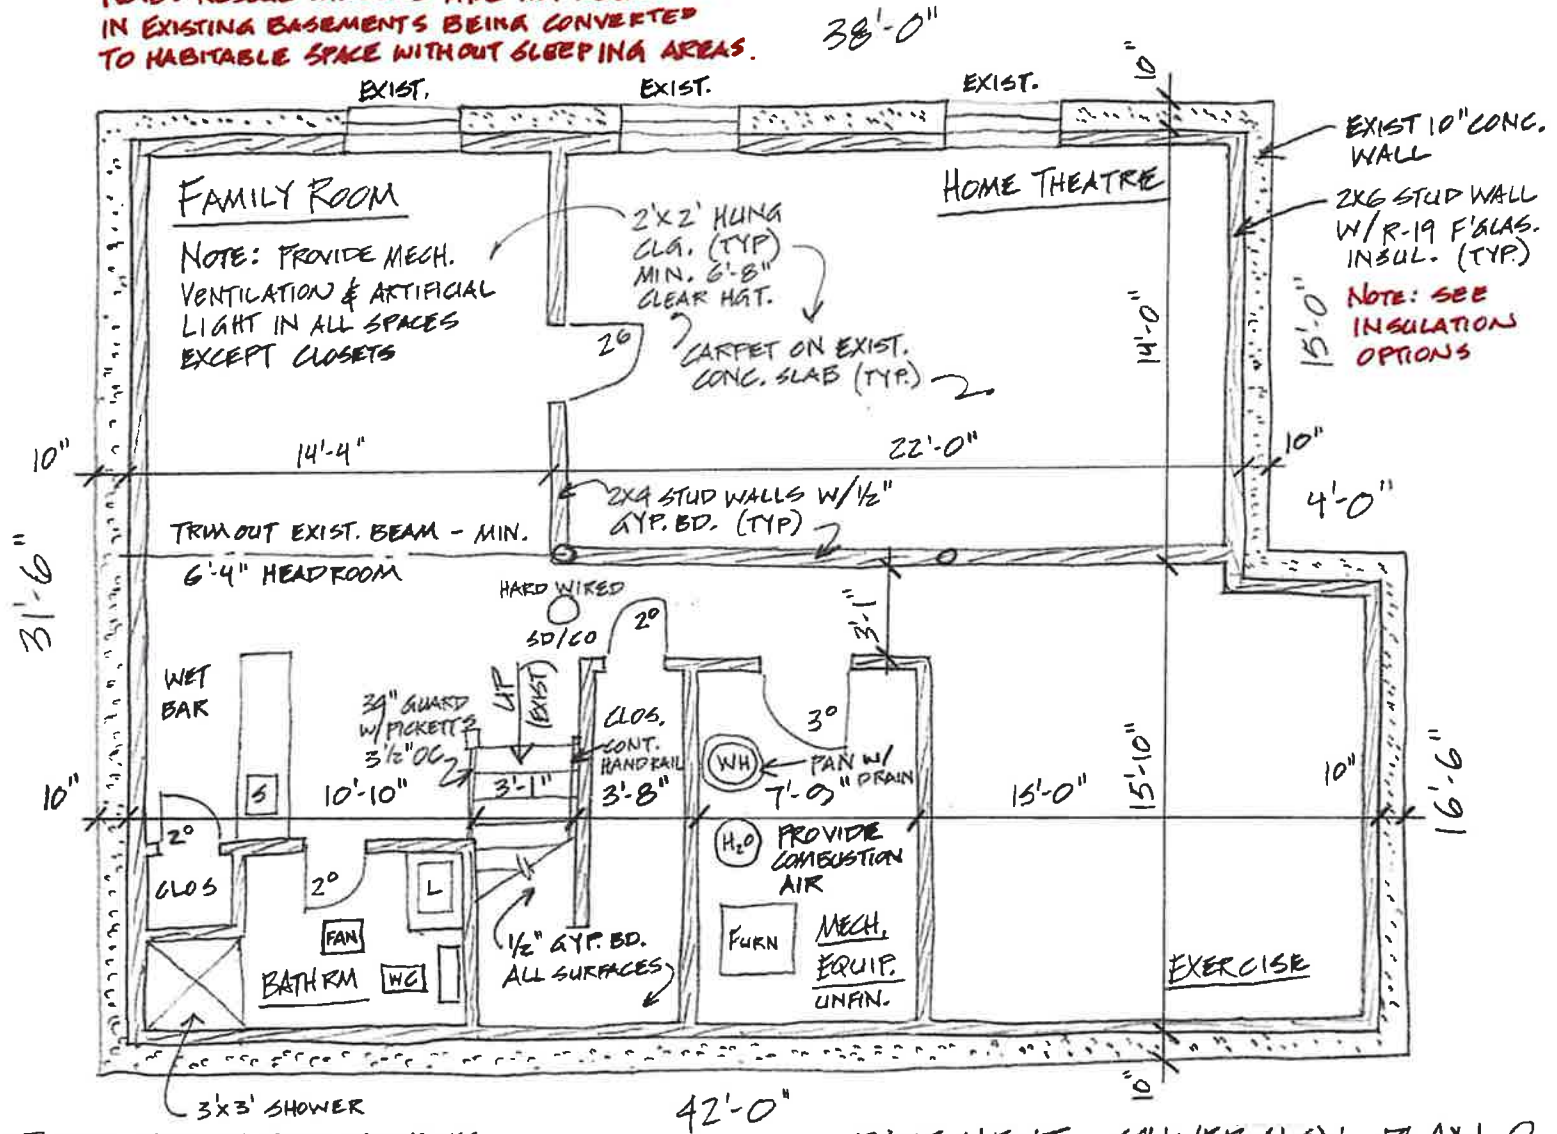 IN EXISTING BASEMENTS BEING CONVERTED
TO HABITABLE SPACE WITHOUT SLEEPING AREAS.
38'-0"
10"
EXIST.
EXIST.
EXIST.
EXIST 10" CONC.
WALL
2X6 STUD WALL
W/R-19 F'GLAS.
INSUL. (TYP.)
NOTE: SEE
INSULATION
OPTIONS
15'-0"
FAMILY ROOM
NOTE: PROVIDE MECH.
VENTILATION & ARTIFICIAL
LIGHT IN ALL SPACES
EXCEPT CLOSETS
2'X2' HUNG
CLG. (TYP)
MIN. 6'-8"
CLEAR HGT.
HOME THEATRE
14'-0"
2⁶
CARPET ON EXIST.
CONC. SLAB (TYP.)
10"
14'-4"
22'-0"
10"
4'-0"
2X4 STUD WALLS W/1/2"
GYP. BD. (TYP)
TRIM OUT EXIST. BEAM - MIN.
6'-4" HEADROOM
31'-6"
HARD WIRED
SD/CO
2⁰
3'-1"
WET
BAR
34" GUARD
W/PICKETTS
3 1/2" OC
UP
(EXIST)
CLOS.
CONT.
HANDRAIL
3⁰
WH
PAN W/
DRAIN
10"
S
10'-10"
3'-1"
3'-8"
7'-9"
15'-0"
15'-10"
10"
16'-6"
2⁰
CLOS
2⁰
L
H₂O
PROVIDE
COMBUSTION
AIR
FAN
BATHRM
WC
1/2" GYP. BD.
ALL SURFACES
FURN
MECH.
EQUIP.
UNFIN.
EXERCISE
3'X3' SHOWER
42'-0"
10"